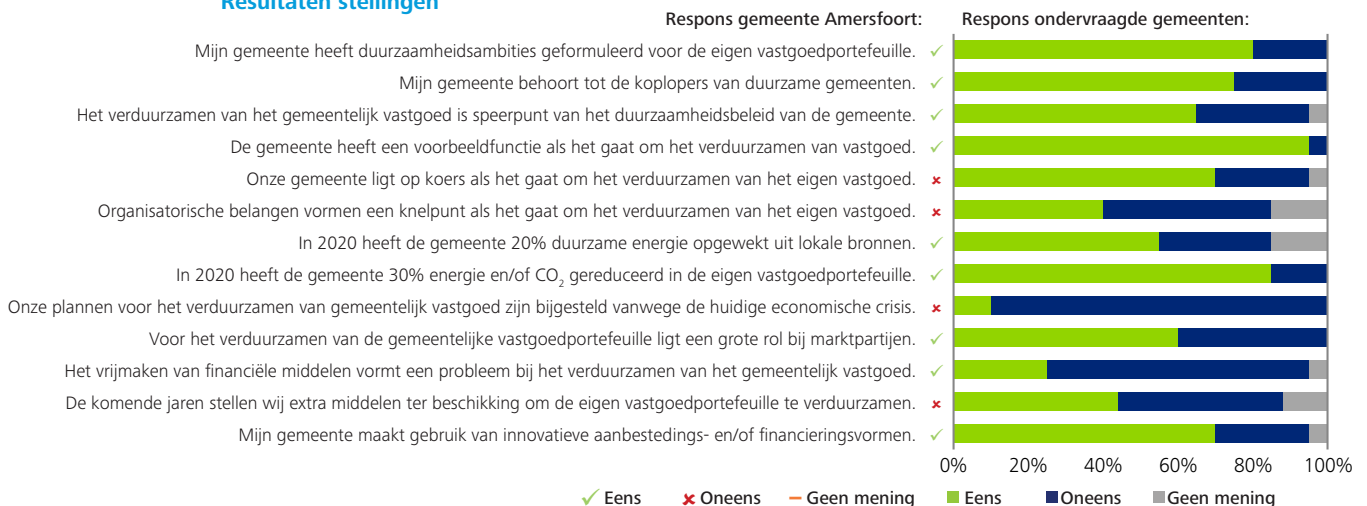 Resultaten stellingen
Respons gemeente Amersfoort: Respons ondervraagde gemeenten:
Mijn gemeente heeft duurzaamheidsambities geformuleerd voor de eigen vastgoedportefeuille. ✓
Mijn gemeente behoort tot de koplopers van duurzame gemeenten. ✓
Het verduurzamen van het gemeentelijk vastgoed is speerpunt van het duurzaamheidsbeleid van de gemeente. ✓
De gemeente heeft een voorbeeldfunctie als het gaat om het verduurzamen van vastgoed. ✓
Onze gemeente ligt op koers als het gaat om het verduurzamen van het eigen vastgoed. ✗
Organisatorische belangen vormen een knelpunt als het gaat om het verduurzamen van het eigen vastgoed. ✗
In 2020 heeft de gemeente 20% duurzame energie opgewekt uit lokale bronnen. ✓
In 2020 heeft de gemeente 30% energie en/of CO₂ gereduceerd in de eigen vastgoedportefeuille. ✓
Onze plannen voor het verduurzamen van gemeentelijk vastgoed zijn bijgesteld vanwege de huidige economische crisis. ✗
Voor het verduurzamen van de gemeentelijke vastgoedportefeuille ligt een grote rol bij marktpartijen. ✓
Het vrijmaken van financiële middelen vormt een probleem bij het verduurzamen van het gemeentelijk vastgoed. ✓
De komende jaren stellen wij extra middelen ter beschikking om de eigen vastgoedportefeuille te verduurzamen. ✗
Mijn gemeente maakt gebruik van innovatieve aanbestedings- en/of financieringsvormen. ✓
0% 20% 40% 60% 80% 100%
✓ Eens ✗ Oneens – Geen mening Eens Oneens Geen mening